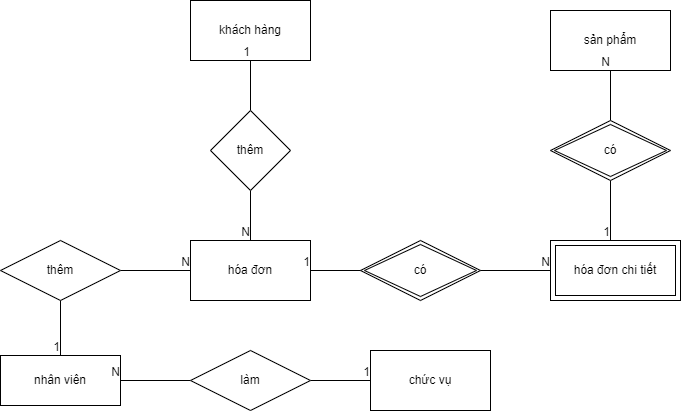 khách hàng
1
sản phẩm
N
thêm
có
N
1
thêm
N
hóa đơn
1
có
N
hóa đơn chi tiết
1
nhân viên
N
làm
1
chức vụ